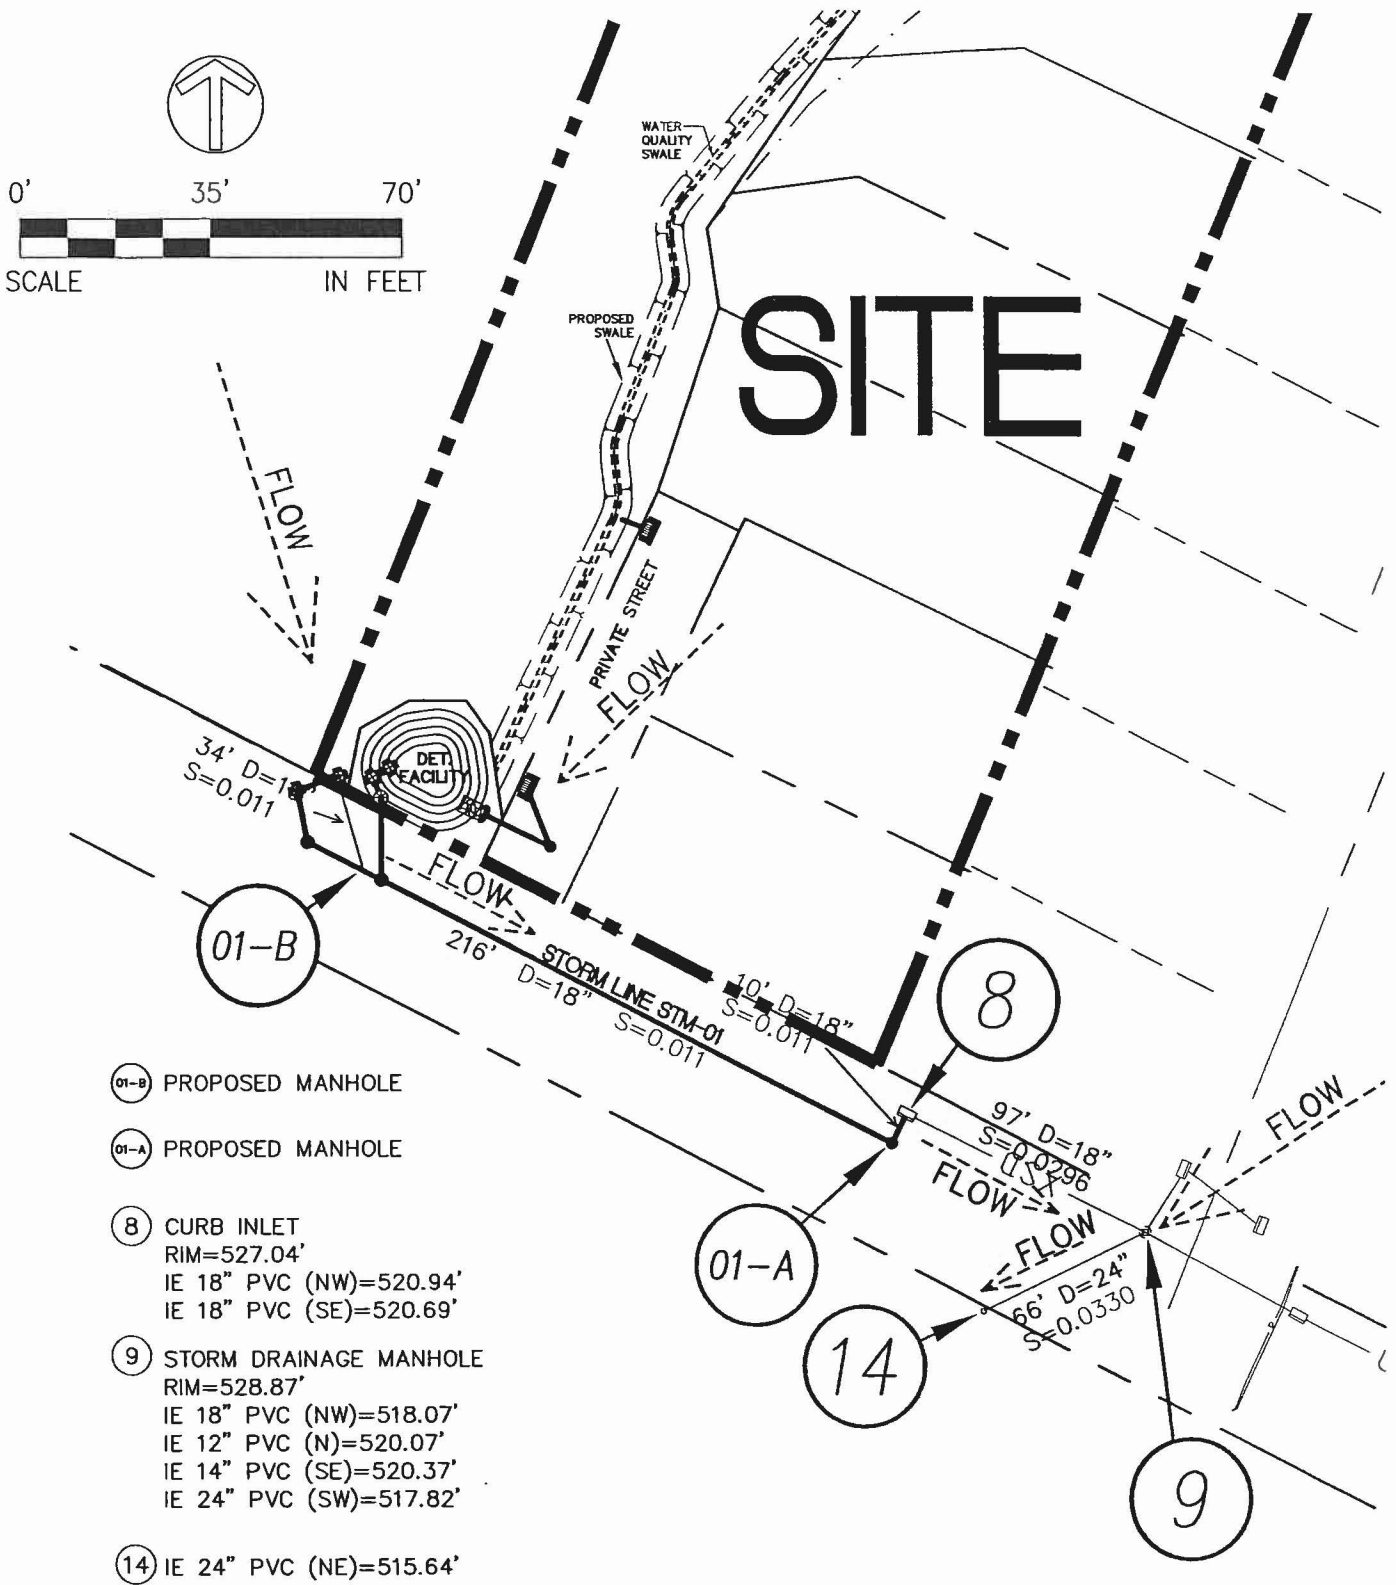 0' 35' 70'
SCALE IN FEET
WATER
QUALITY
SWALE
PROPOSED
SWALE
SITE
FLOW
PRIVATE STREET
FLOW
34' D=1
S=0.011
DET.
FACILITY
FLOW
01-B
216' D=18"
S=0.011
STORM LINE STM-01
10' D=18"
S=0.011
8
97' D=18"
S=0.0296
FLOW
FLOW
FLOW
01-A
66' D=24"
S=0.0330
14
9
01-B PROPOSED MANHOLE
01-A PROPOSED MANHOLE
8 CURB INLET
RIM=527.04'
IE 18" PVC (NW)=520.94'
IE 18" PVC (SE)=520.69'
9 STORM DRAINAGE MANHOLE
RIM=528.87'
IE 18" PVC (NW)=518.07'
IE 12" PVC (N)=520.07'
IE 14" PVC (SE)=520.37'
IE 24" PVC (SW)=517.82'
14 IE 24" PVC (NE)=515.64'